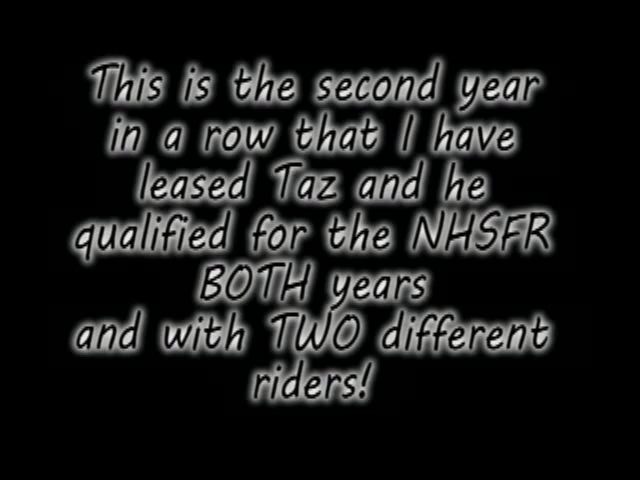 This is the second year
in a row that I have
leased Taz and he
qualified for the NHSFR
BOTH years
and with TWO different
riders!